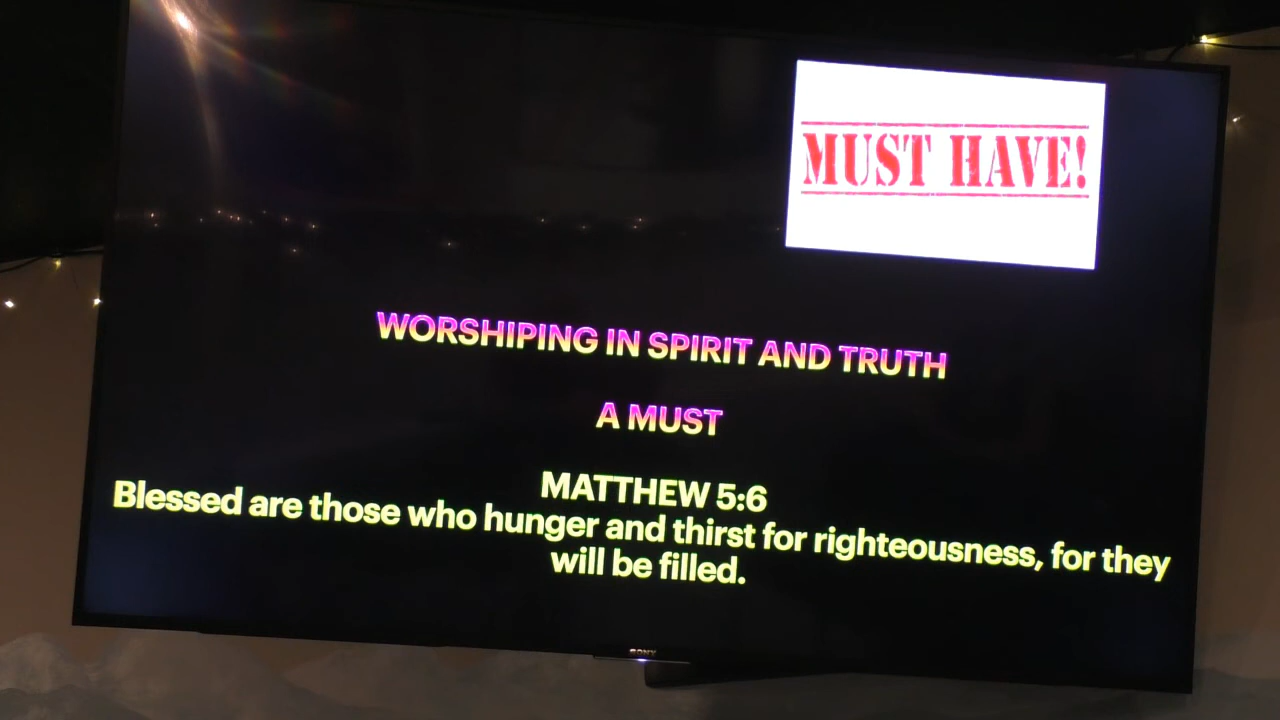 MUST HAVE!
WORSHIPING IN SPIRIT AND TRUTH
A MUST
MATTHEW 5:6
Blessed are those who hunger and thirst for righteousness, for they
will be filled.
SONY